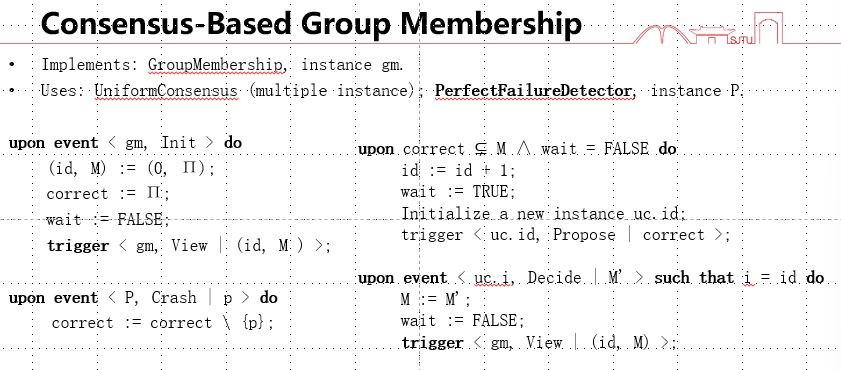 Consensus-Based Group Membership
SJTU
• Implements: GroupMembership, instance gm.
• Uses: UniformConsensus (multiple instance); PerfectFailureDetector, instance P.
upon event < gm, Init > do
(id, M) := (0, Π);
correct := Π;
wait := FALSE;
trigger < gm, View | (id, M ) >;
upon event < P, Crash | p > do
correct := correct \ {p};
upon correct ⊊ M ∧ wait = FALSE do
id := id + 1;
wait := TRUE;
Initialize a new instance uc.id;
trigger < uc.id, Propose | correct >;
upon event < uc.i, Decide | M' > such that i = id do
M := M';
wait := FALSE;
trigger < gm, View | (id, M) >;